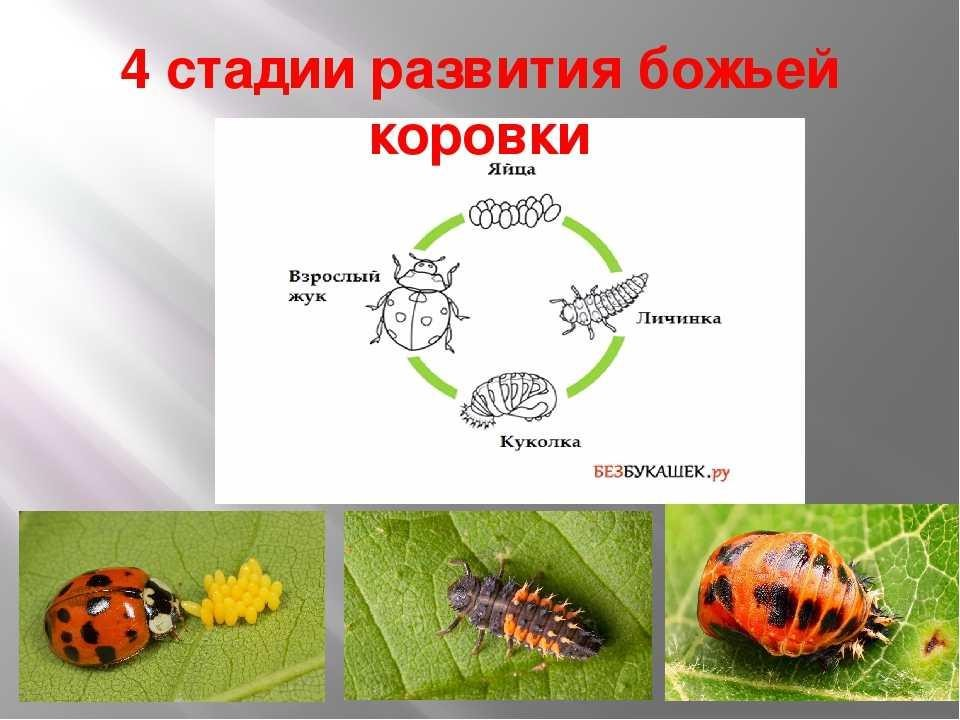 4 стадии развития божьей
коровки
Яйца
Взрослый
жук
Личинка
Куколка
БЕЗБУКАШЕК.ру